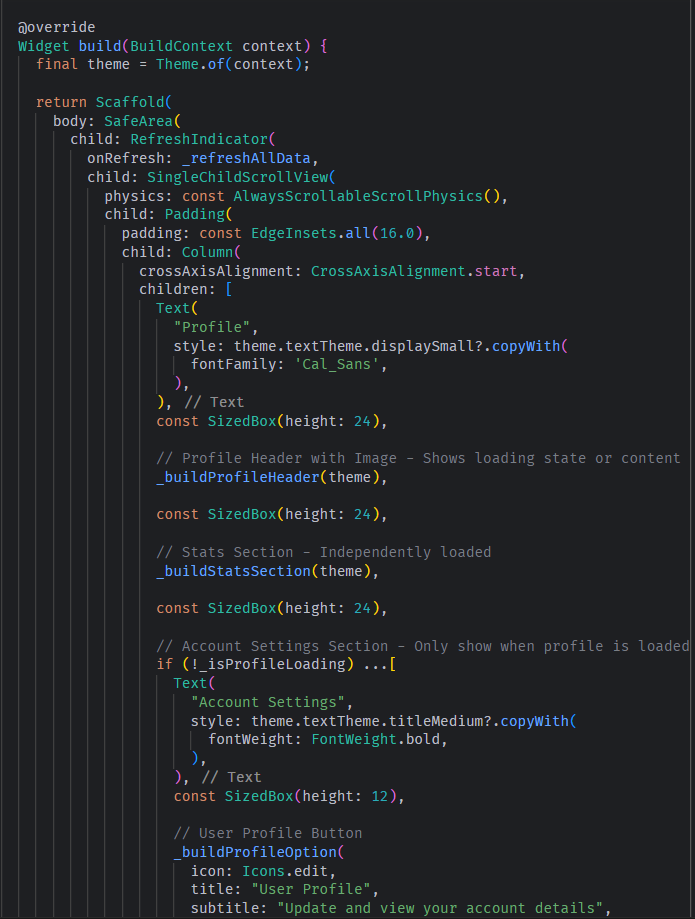 @override
Widget build(BuildContext context) {
  final theme = Theme.of(context);

  return Scaffold(
    body: SafeArea(
      child: RefreshIndicator(
        onRefresh: _refreshAllData,
        child: SingleChildScrollView(
          physics: const AlwaysScrollableScrollPhysics(),
          child: Padding(
            padding: const EdgeInsets.all(16.0),
            child: Column(
              crossAxisAlignment: CrossAxisAlignment.start,
              children: [
                Text(
                  "Profile",
                  style: theme.textTheme.displaySmall?.copyWith(
                    fontFamily: 'Cal_Sans',
                  ),
                ), // Text
                const SizedBox(height: 24),

                // Profile Header with Image - Shows loading state or content
                _buildProfileHeader(theme),

                const SizedBox(height: 24),

                // Stats Section - Independently loaded
                _buildStatsSection(theme),

                const SizedBox(height: 24),

                // Account Settings Section - Only show when profile is loaded
                if (!_isProfileLoading) ...[
                  Text(
                    "Account Settings",
                    style: theme.textTheme.titleMedium?.copyWith(
                      fontWeight: FontWeight.bold,
                    ),
                  ), // Text
                  const SizedBox(height: 12),

                  // User Profile Button
                  _buildProfileOption(
                    icon: Icons.edit,
                    title: "User Profile",
                    subtitle: "Update and view your account details",